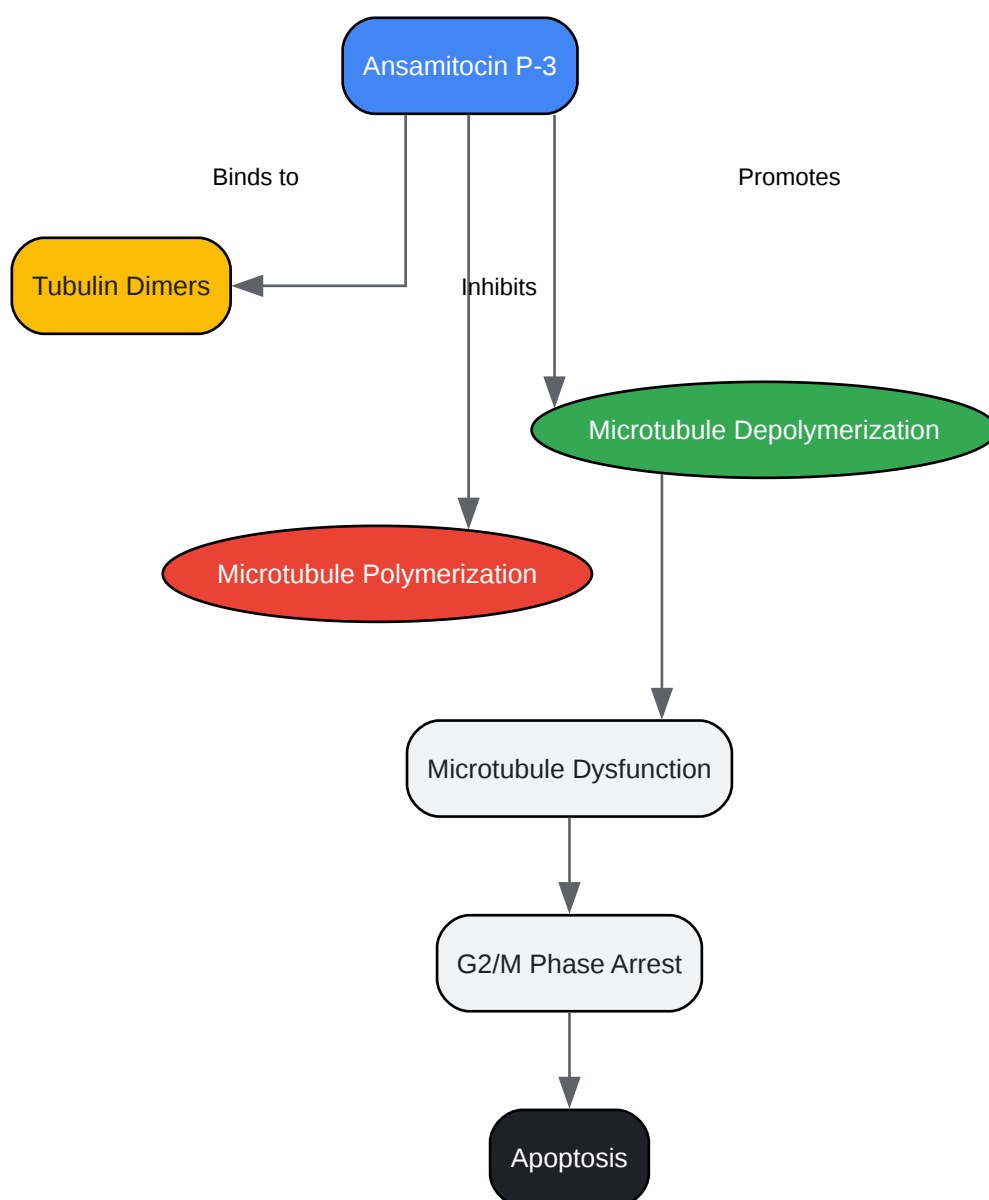 Ansamitocin P-3
Binds to
Promotes
Tubulin Dimers
Inhibits
Microtubule Depolymerization
Microtubule Polymerization
Microtubule Dysfunction
G2/M Phase Arrest
Apoptosis